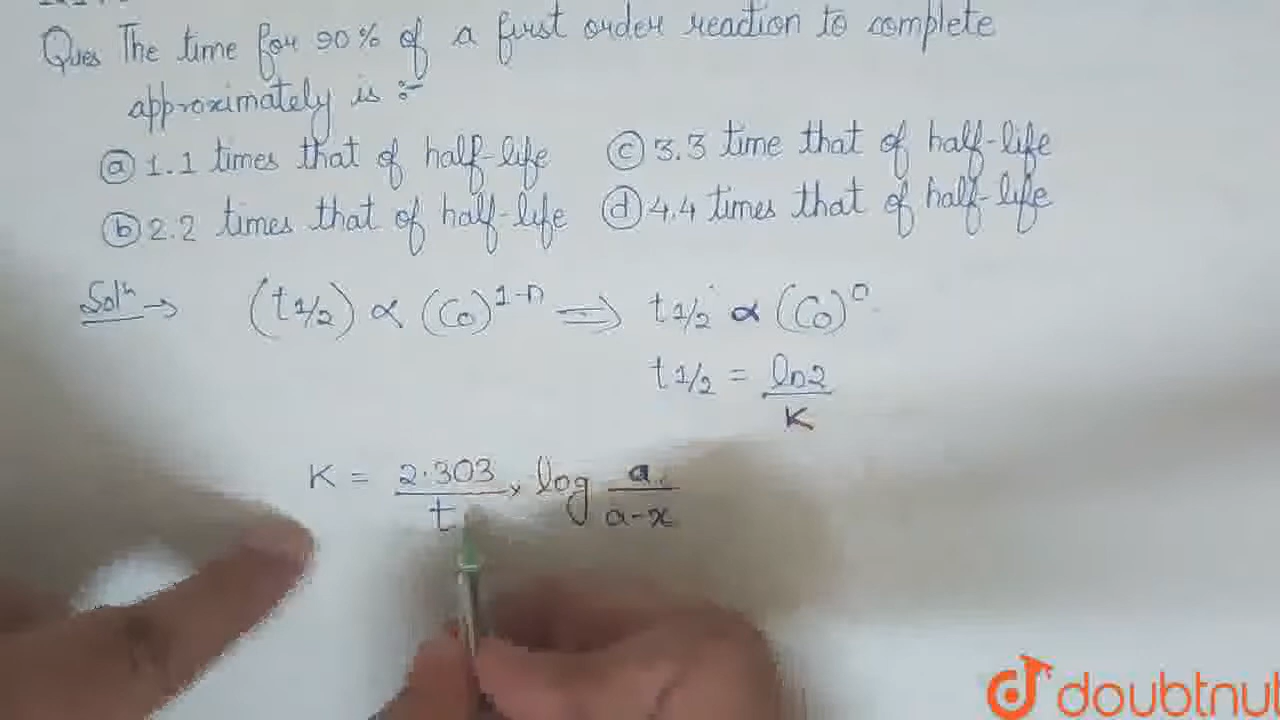 Ques The time for 90% of a first order reaction to complete
approximately is :-
ⓐ 1.1 times that of half-life ⓒ 3.3 time that of half-life
ⓑ 2.2 times that of half-life ⓓ 4.4 times that of half-life
Solⁿ → (t1/2) ∝ (C₀)^1-n ⇒ t1/2 ∝ (C₀)^0
t1/2 = ln2/K
K = 2.303/t × log a/a-x
doubtnut